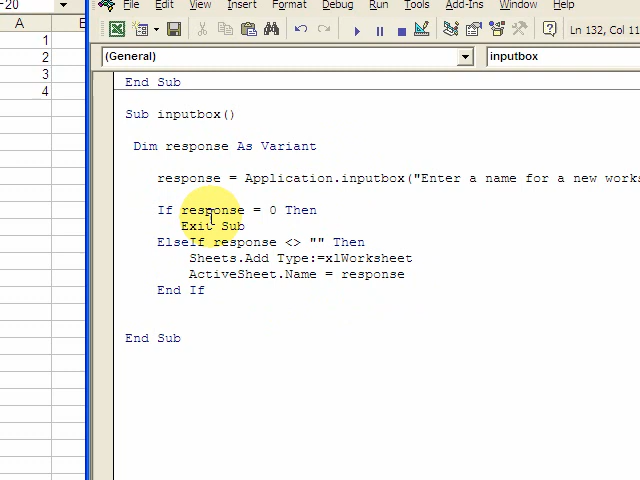 File Edit View Insert Format Debug Run Tools Add-Ins Window Help
Ln 132, Col 11
(General) inputbox
A
1
2
3
4
End Sub
Sub inputbox()
Dim response As Variant
response = Application.inputbox("Enter a name for a new works
If response = 0 Then
Exit Sub
ElseIf response <> "" Then
Sheets.Add Type:=xlWorksheet
ActiveSheet.Name = response
End If
End Sub